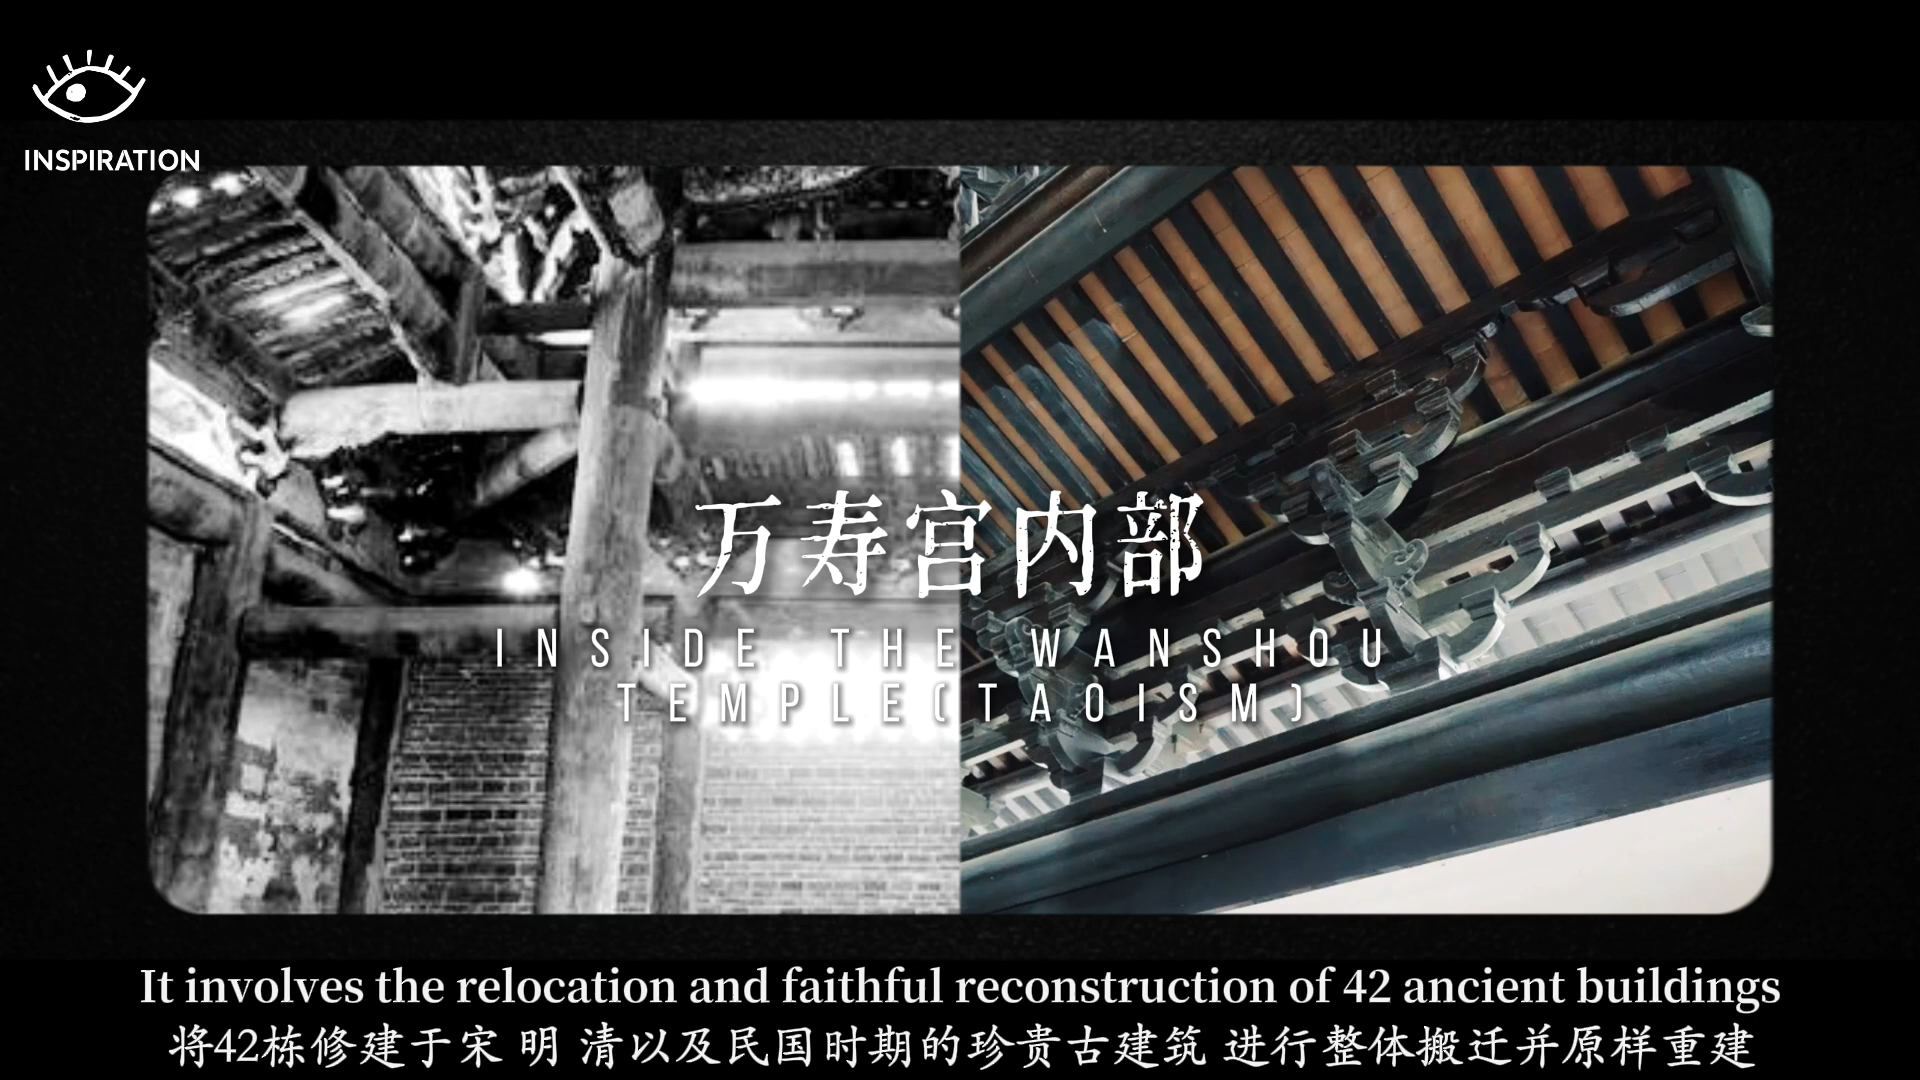 INSPIRATION
万寿宫内部
INSIDE THE WANSHOU
TEMPLE(TAOISM)
It involves the relocation and faithful reconstruction of 42 ancient buildings
将42栋修建于宋 明 清以及民国时期的珍贵古建筑 进行整体搬迁并原样重建